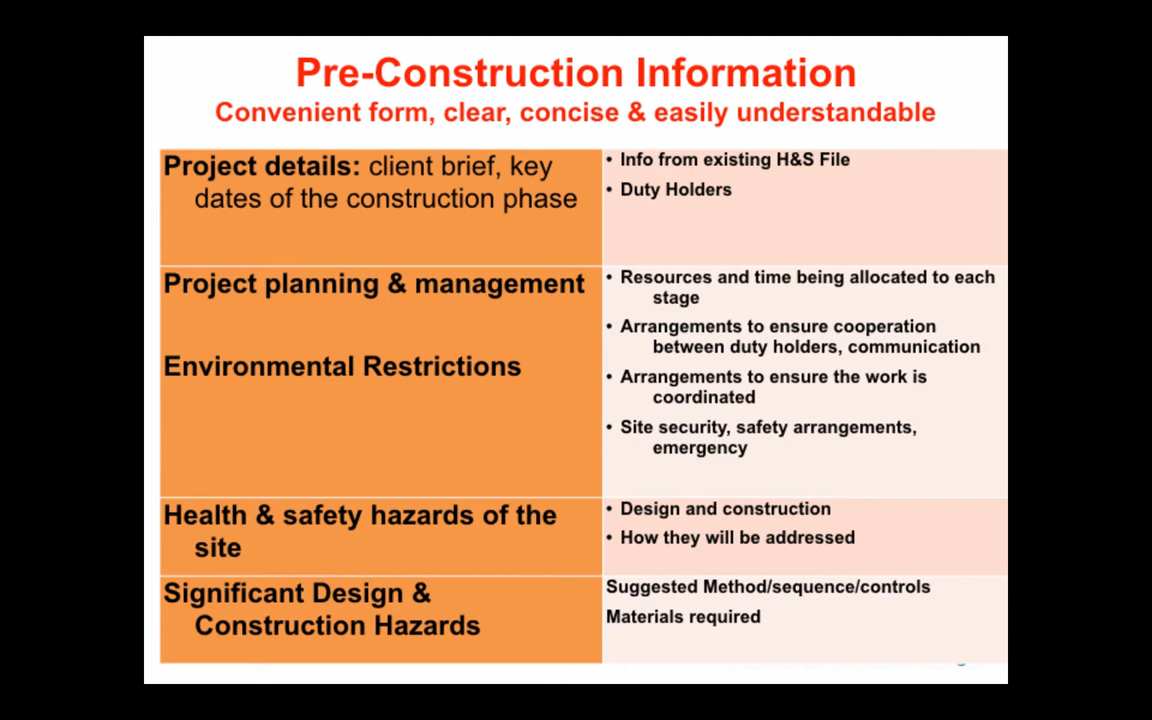 Pre-Construction Information
Convenient form, clear, concise & easily understandable
Project details: client brief, key
dates of the construction phase
• Info from existing H&S File
• Duty Holders
Project planning & management
Environmental Restrictions
• Resources and time being allocated to each
stage
• Arrangements to ensure cooperation
between duty holders, communication
• Arrangements to ensure the work is
coordinated
• Site security, safety arrangements,
emergency
Health & safety hazards of the
site
• Design and construction
• How they will be addressed
Significant Design &
Construction Hazards
Suggested Method/sequence/controls
Materials required